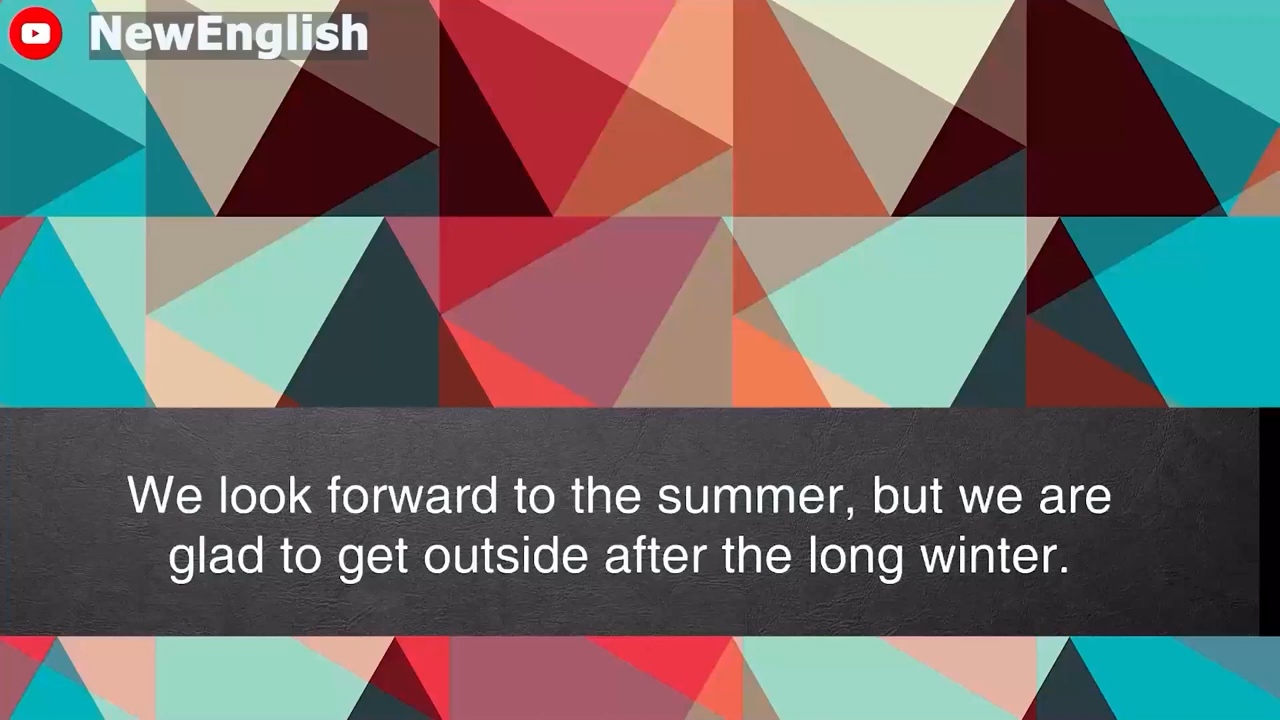 NewEnglish
We look forward to the summer, but we are
glad to get outside after the long winter.